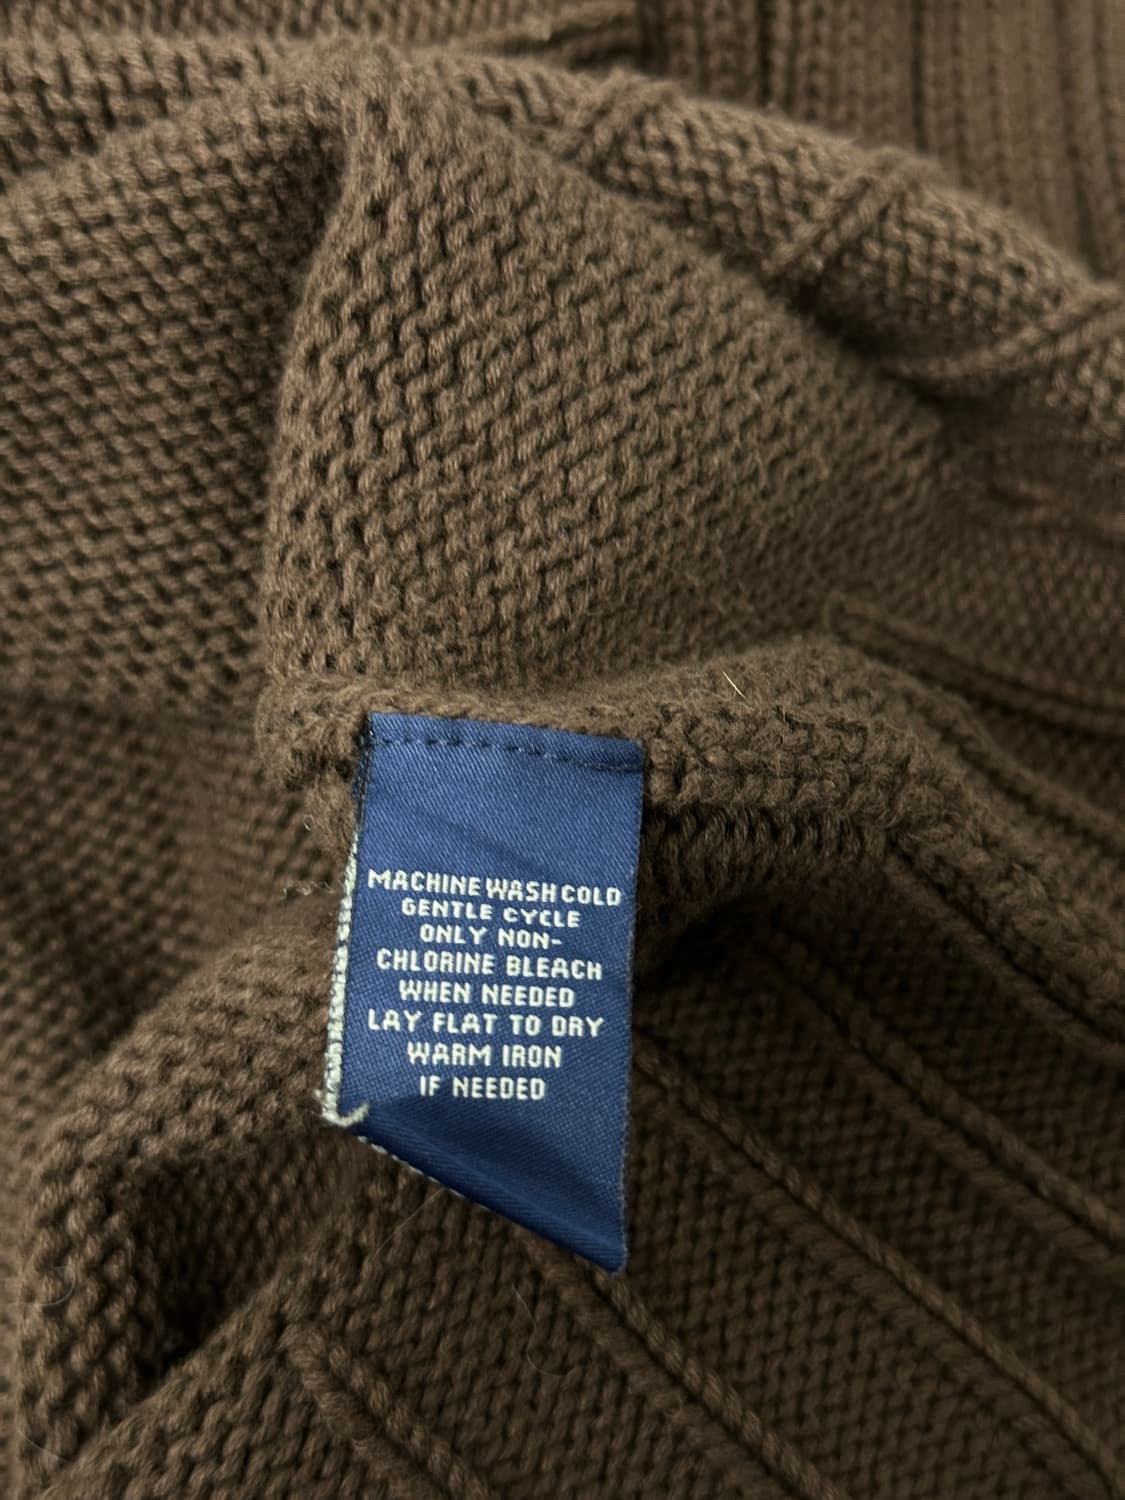 MACHINE WASH COLD
GENTLE CYCLE
ONLY NON-
CHLORINE BLEACH
WHEN NEEDED
LAY FLAT TO DRY
WARM IRON
IF NEEDED